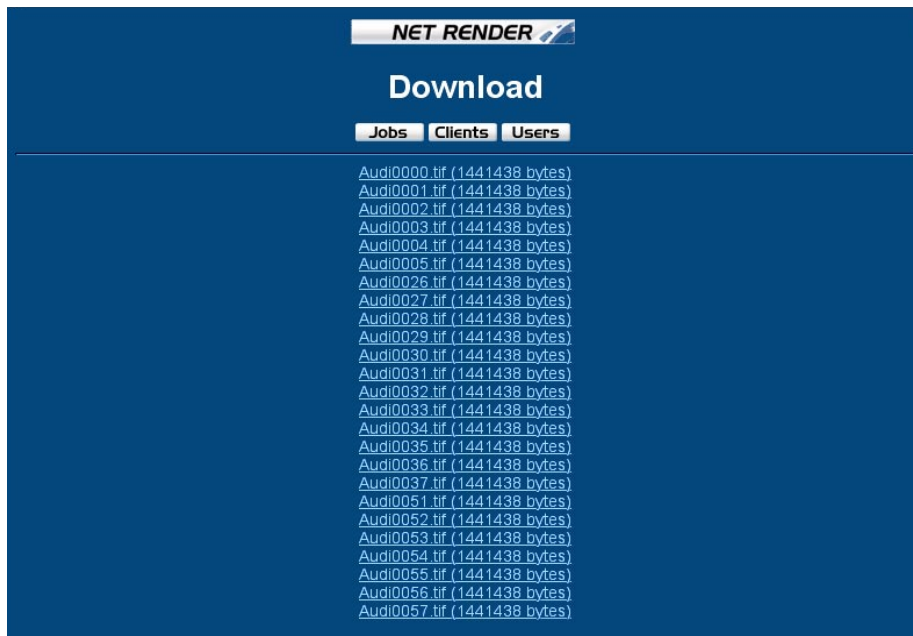 NET RENDER
Download
Jobs Clients Users
Audi0000.tif (1441438 bytes)
Audi0001.tif (1441438 bytes)
Audi0002.tif (1441438 bytes)
Audi0003.tif (1441438 bytes)
Audi0004.tif (1441438 bytes)
Audi0005.tif (1441438 bytes)
Audi0026.tif (1441438 bytes)
Audi0027.tif (1441438 bytes)
Audi0028.tif (1441438 bytes)
Audi0029.tif (1441438 bytes)
Audi0030.tif (1441438 bytes)
Audi0031.tif (1441438 bytes)
Audi0032.tif (1441438 bytes)
Audi0033.tif (1441438 bytes)
Audi0034.tif (1441438 bytes)
Audi0035.tif (1441438 bytes)
Audi0036.tif (1441438 bytes)
Audi0037.tif (1441438 bytes)
Audi0051.tif (1441438 bytes)
Audi0052.tif (1441438 bytes)
Audi0053.tif (1441438 bytes)
Audi0054.tif (1441438 bytes)
Audi0055.tif (1441438 bytes)
Audi0056.tif (1441438 bytes)
Audi0057.tif (1441438 bytes)